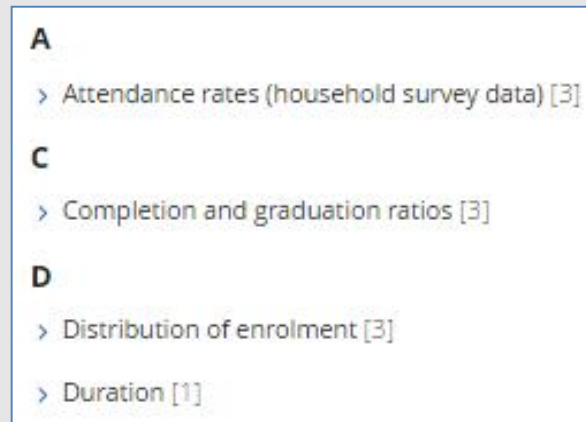 A
> Attendance rates (household survey data) [3]
C
> Completion and graduation ratios [3]
D
> Distribution of enrolment [3]
> Duration [1]